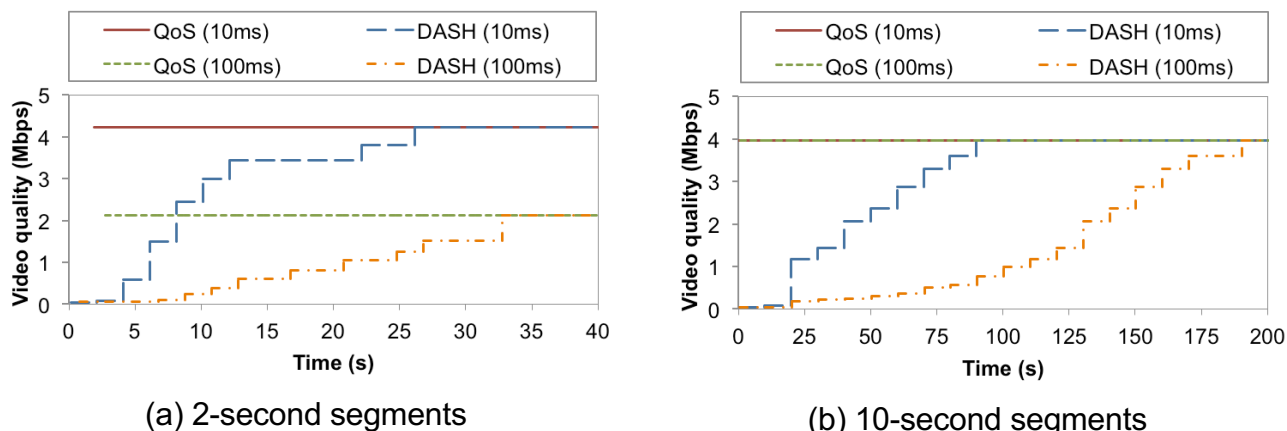 QoS (10ms) DASH (10ms)
QoS (100ms) DASH (100ms)
Video quality (Mbps)
5
4
3
2
1
0
0 5 10 15 20 25 30 35 40
Time (s)
(a) 2-second segments
QoS (10ms) DASH (10ms)
QoS (100ms) DASH (100ms)
Video quality (Mbps)
5
4
3
2
1
0
0 25 50 75 100 125 150 175 200
Time (s)
(b) 10-second segments